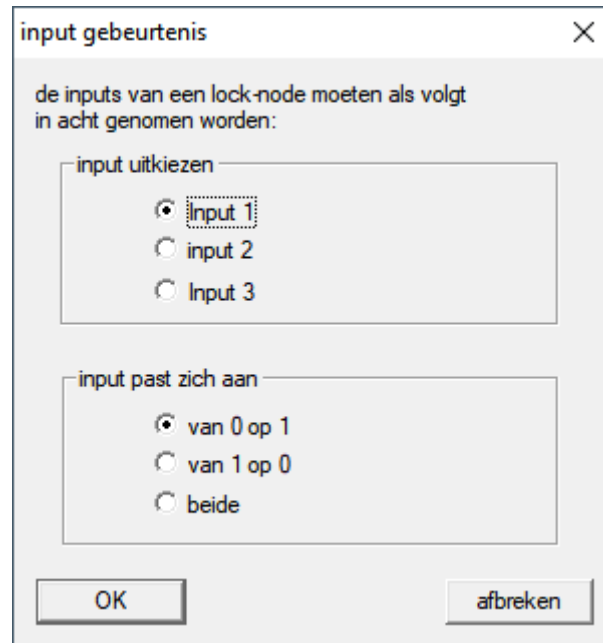 input gebeurtenis
de inputs van een lock-node moeten als volgt
in acht genomen worden:
input uitkiezen
Input 1
input 2
Input 3
input past zich aan
van 0 op 1
van 1 op 0
beide
OK
afbreken